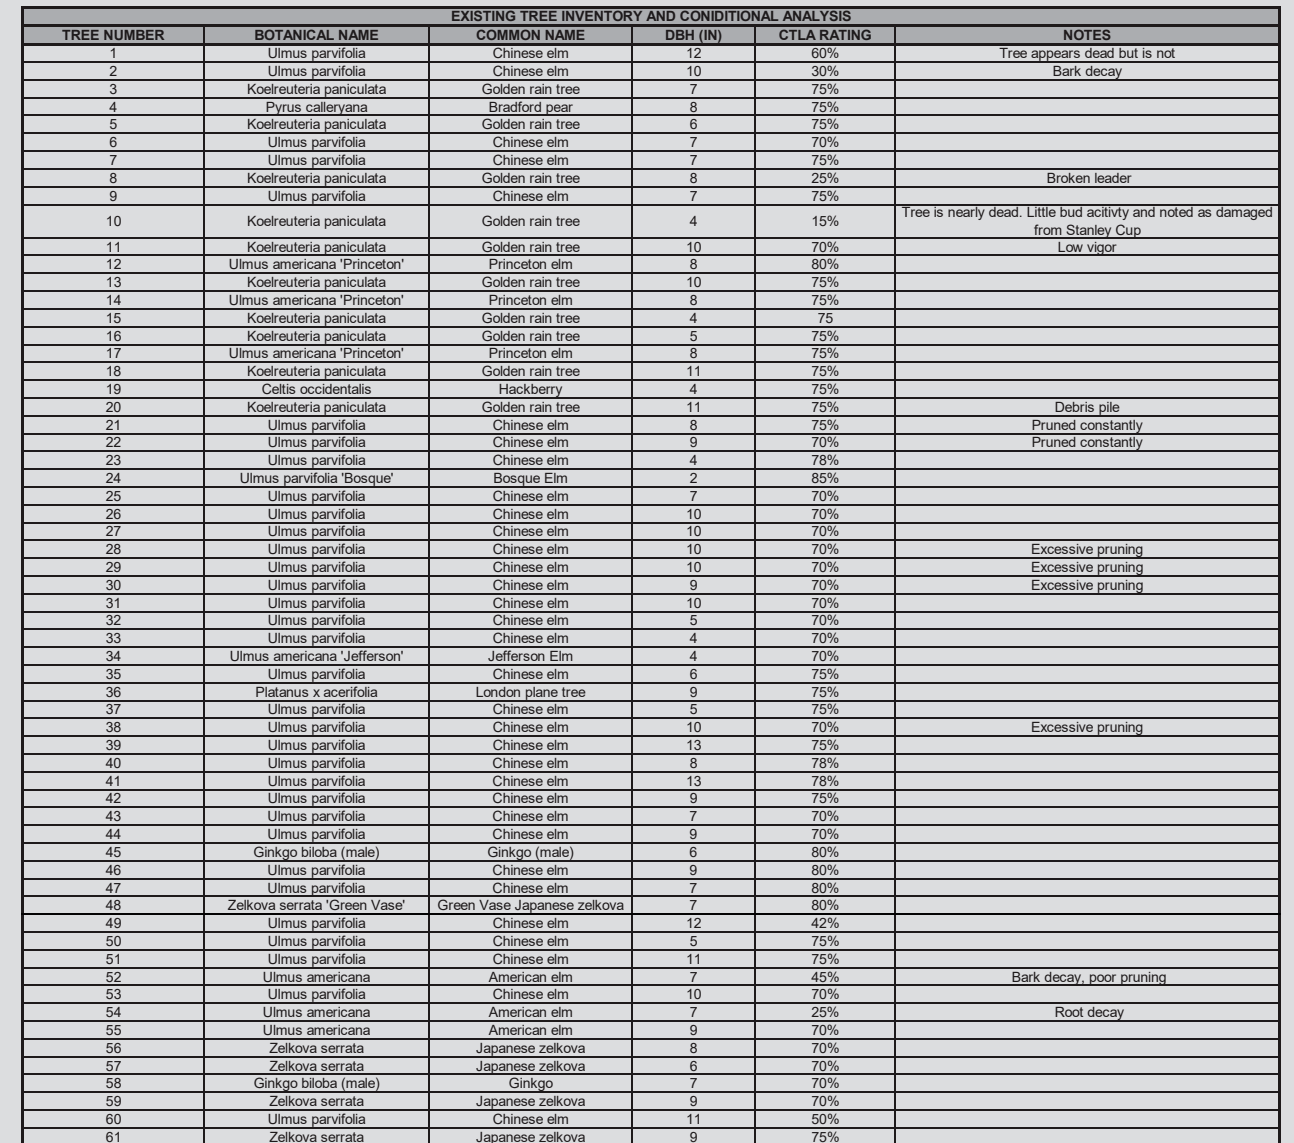 EXISTING TREE INVENTORY AND CONIDITIONAL ANALYSIS
TREE NUMBER BOTANICAL NAME COMMON NAME DBH (IN) CTLA RATING NOTES
1 Ulmus parvifolia Chinese elm 12 60% Tree appears dead but is not
2 Ulmus parvifolia Chinese elm 10 30% Bark decay
3 Koelreuteria paniculata Golden rain tree 7 75%
4 Pyrus calleryana Bradford pear 8 75%
5 Koelreuteria paniculata Golden rain tree 6 75%
6 Ulmus parvifolia Chinese elm 7 70%
7 Ulmus parvifolia Chinese elm 7 75%
8 Koelreuteria paniculata Golden rain tree 8 25% Broken leader
9 Ulmus parvifolia Chinese elm 7 75%
10 Koelreuteria paniculata Golden rain tree 4 15% Tree is nearly dead. Little bud acitivty and noted as damaged
from Stanley Cup
11 Koelreuteria paniculata Golden rain tree 10 70% Low vigor
12 Ulmus americana 'Princeton' Princeton elm 8 80%
13 Koelreuteria paniculata Golden rain tree 10 75%
14 Ulmus americana 'Princeton' Princeton elm 8 75%
15 Koelreuteria paniculata Golden rain tree 4 75
16 Koelreuteria paniculata Golden rain tree 5 75%
17 Ulmus americana 'Princeton' Princeton elm 8 75%
18 Koelreuteria paniculata Golden rain tree 11 75%
19 Celtis occidentalis Hackberry 4 75%
20 Koelreuteria paniculata Golden rain tree 11 75% Debris pile
21 Ulmus parvifolia Chinese elm 8 75% Pruned constantly
22 Ulmus parvifolia Chinese elm 9 70% Pruned constantly
23 Ulmus parvifolia Chinese elm 4 78%
24 Ulmus parvifolia 'Bosque' Bosque Elm 2 85%
25 Ulmus parvifolia Chinese elm 7 70%
26 Ulmus parvifolia Chinese elm 10 70%
27 Ulmus parvifolia Chinese elm 10 70%
28 Ulmus parvifolia Chinese elm 10 70% Excessive pruning
29 Ulmus parvifolia Chinese elm 10 70% Excessive pruning
30 Ulmus parvifolia Chinese elm 9 70% Excessive pruning
31 Ulmus parvifolia Chinese elm 10 70%
32 Ulmus parvifolia Chinese elm 5 70%
33 Ulmus parvifolia Chinese elm 4 70%
34 Ulmus americana 'Jefferson' Jefferson Elm 4 70%
35 Ulmus parvifolia Chinese elm 6 75%
36 Platanus x acerifolia London plane tree 9 75%
37 Ulmus parvifolia Chinese elm 5 75%
38 Ulmus parvifolia Chinese elm 10 70% Excessive pruning
39 Ulmus parvifolia Chinese elm 13 75%
40 Ulmus parvifolia Chinese elm 8 78%
41 Ulmus parvifolia Chinese elm 13 78%
42 Ulmus parvifolia Chinese elm 9 75%
43 Ulmus parvifolia Chinese elm 7 70%
44 Ulmus parvifolia Chinese elm 9 70%
45 Ginkgo biloba (male) Ginkgo (male) 6 80%
46 Ulmus parvifolia Chinese elm 9 80%
47 Ulmus parvifolia Chinese elm 7 80%
48 Zelkova serrata 'Green Vase' Green Vase Japanese zelkova 7 80%
49 Ulmus parvifolia Chinese elm 12 42%
50 Ulmus parvifolia Chinese elm 5 75%
51 Ulmus parvifolia Chinese elm 11 75%
52 Ulmus americana American elm 7 45% Bark decay, poor pruning
53 Ulmus parvifolia Chinese elm 10 70%
54 Ulmus americana American elm 7 25% Root decay
55 Ulmus americana American elm 9 70%
56 Zelkova serrata Japanese zelkova 8 70%
57 Zelkova serrata Japanese zelkova 6 70%
58 Ginkgo biloba (male) Ginkgo 7 70%
59 Zelkova serrata Japanese zelkova 9 70%
60 Ulmus parvifolia Chinese elm 11 50%
61 Zelkova serrata Japanese zelkova 9 75%